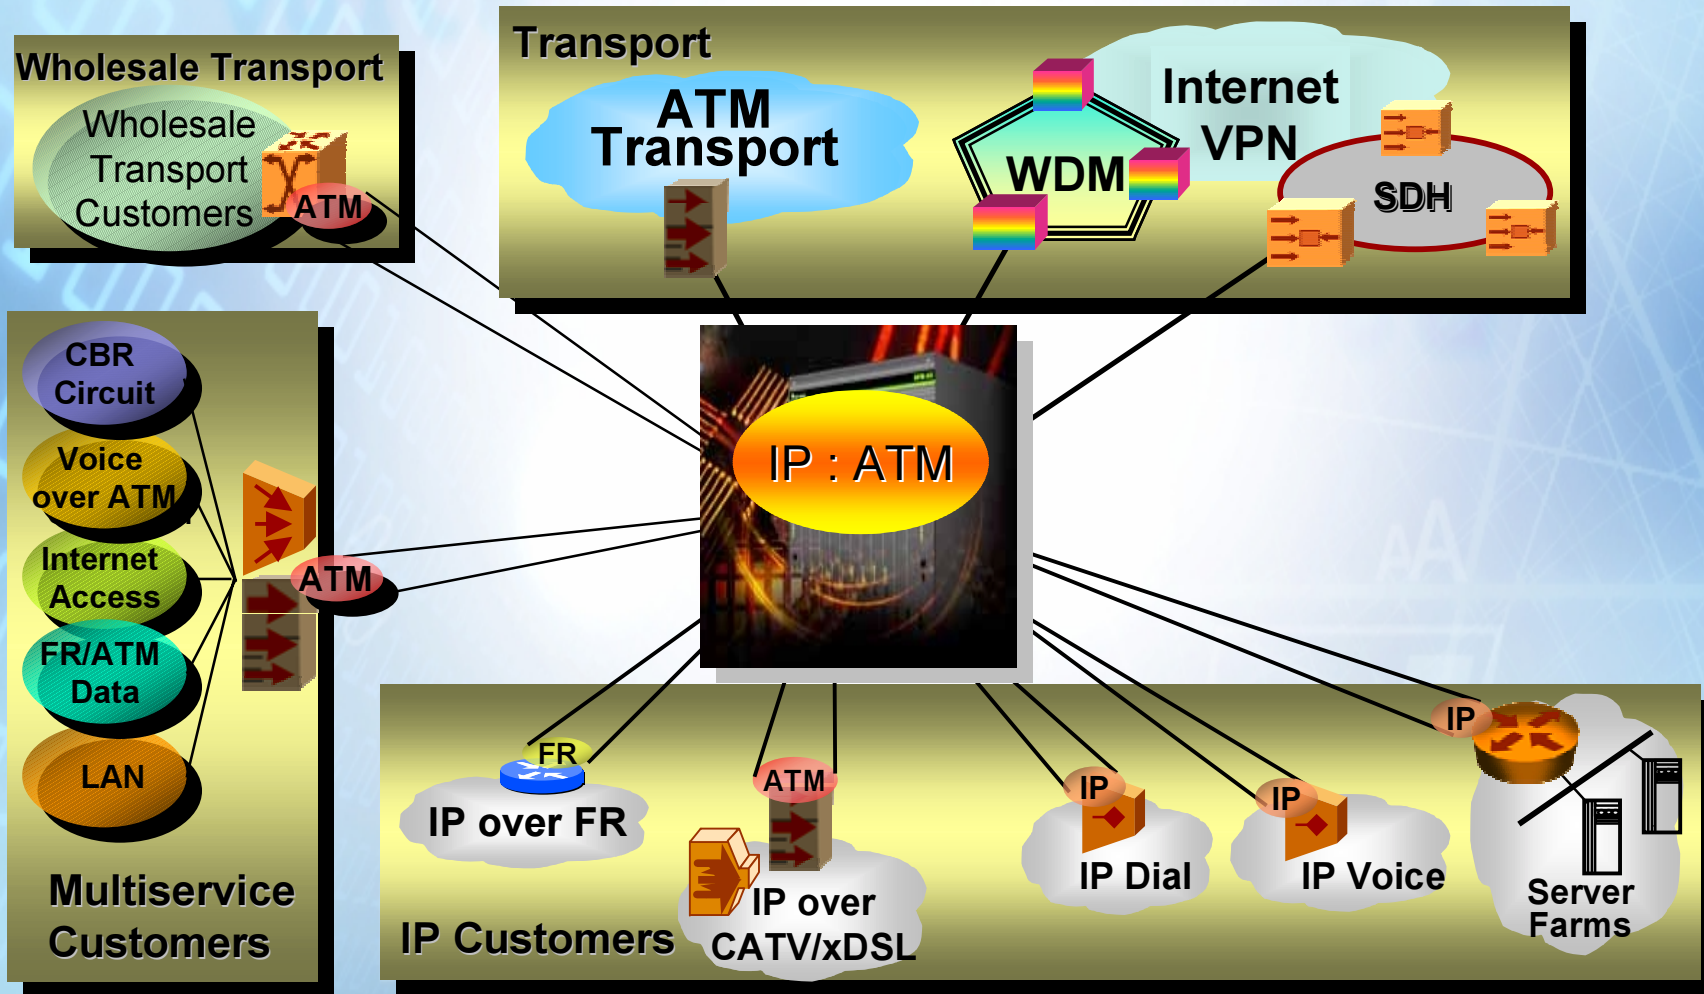 Wholesale Transport
Wholesale
Transport
Customers
ATM
Transport
ATM
Transport
WDM
Internet
VPN
SDH
CBR
Circuit
Voice
over ATM
Internet
Access
FR/ATM
Data
LAN
ATM
Multiservice
Customers
IP : ATM
FR
IP over FR
ATM
IP over
CATV/xDSL
IP
IP Dial
IP
IP Voice
IP
Server
Farms
IP Customers
AA